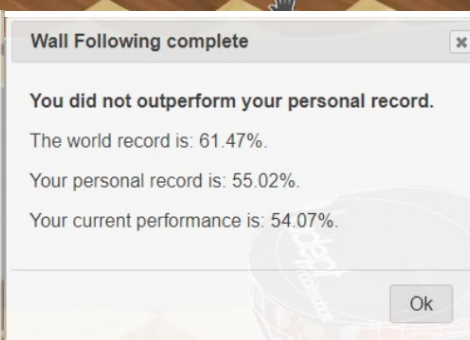 Wall Following complete
You did not outperform your personal record.
The world record is: 61.47%.
Your personal record is: 55.02%.
Your current performance is: 54.07%.
Ok